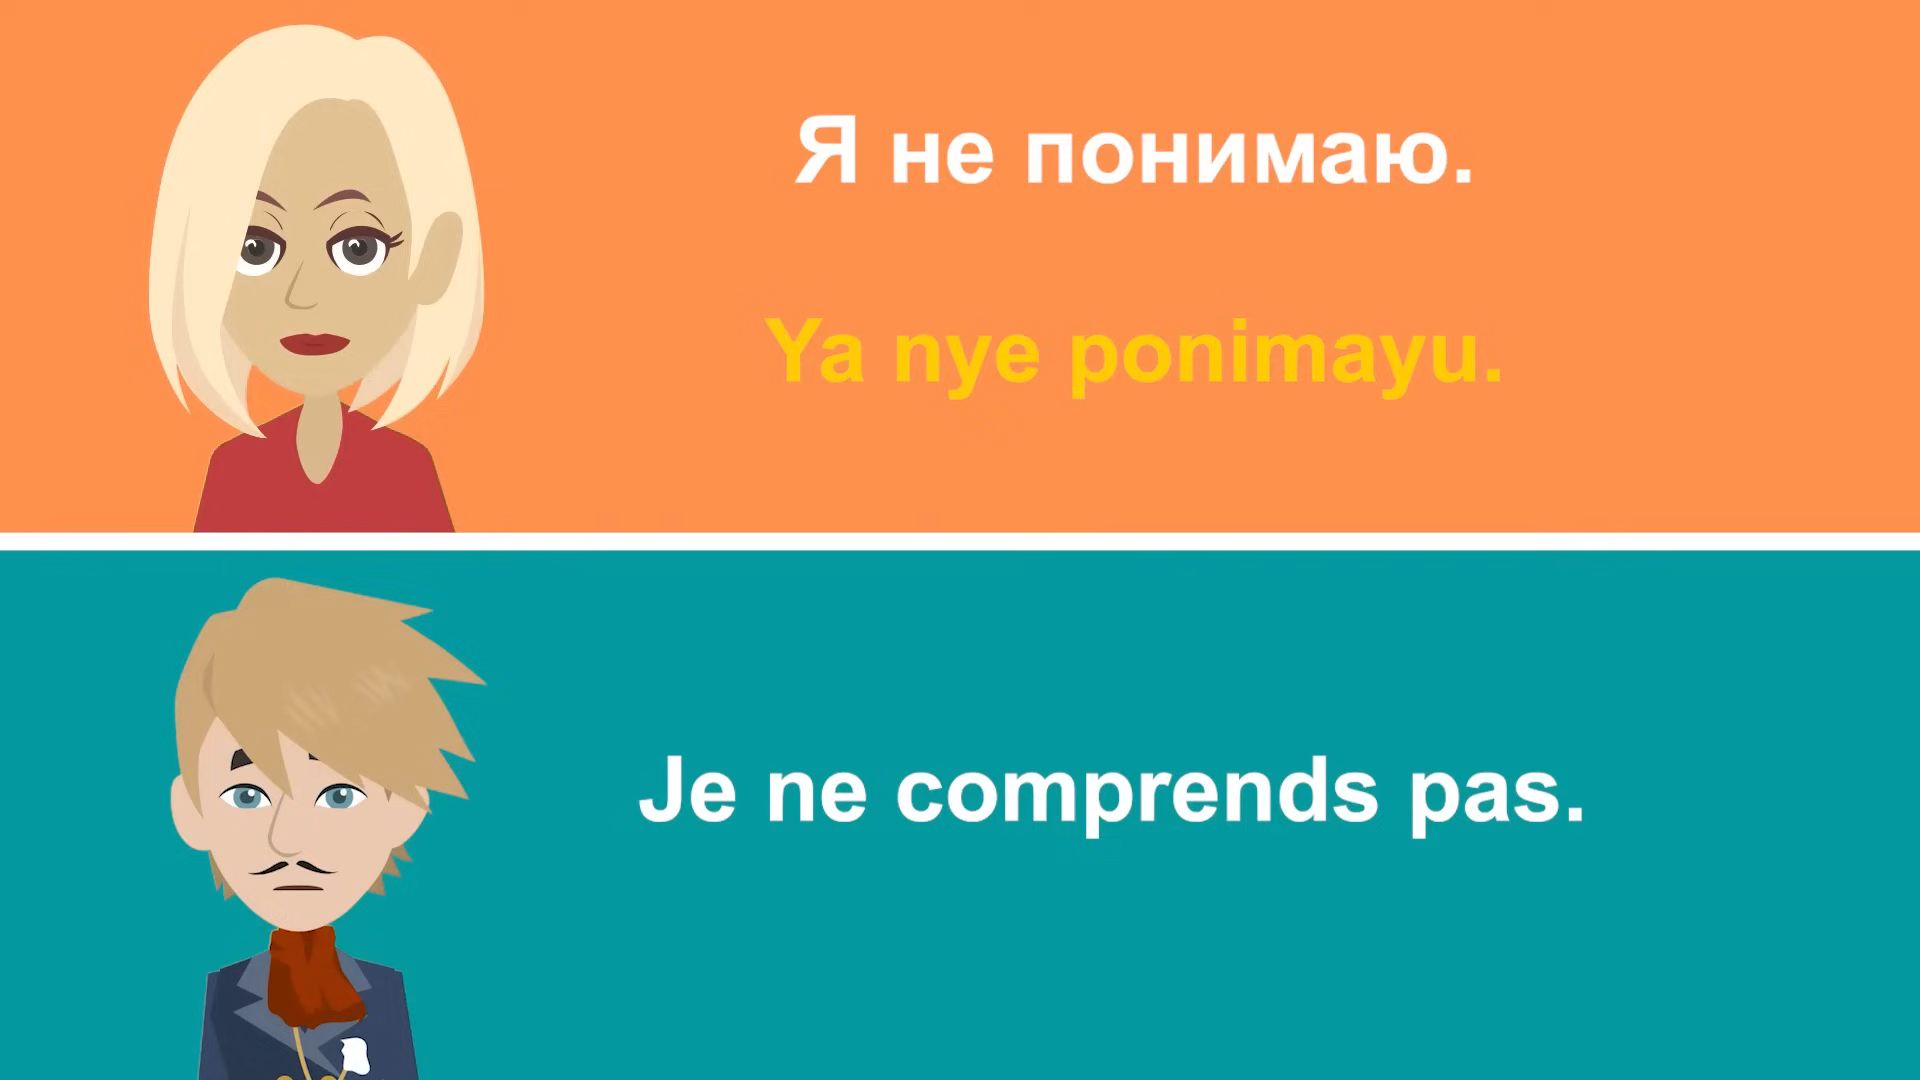 Я не понимаю.
Ya nye ponimayu.
Je ne comprends pas.